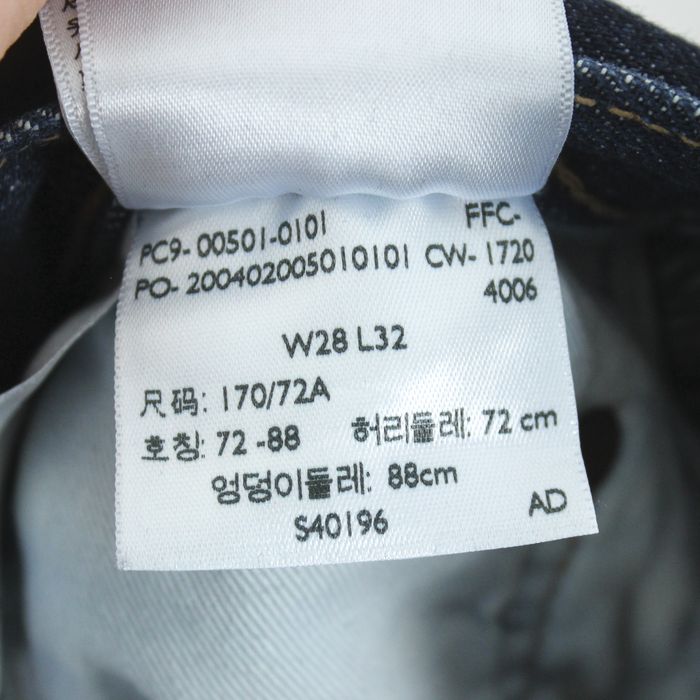 PC9- 00501-0101 FFC-
PO- 200402005010101 CW- 1720
4006
W28 L32
尺码: 170/72A
호칭: 72 -88 허리둘레: 72 cm
엉덩이둘레: 88cm
S40196 AD